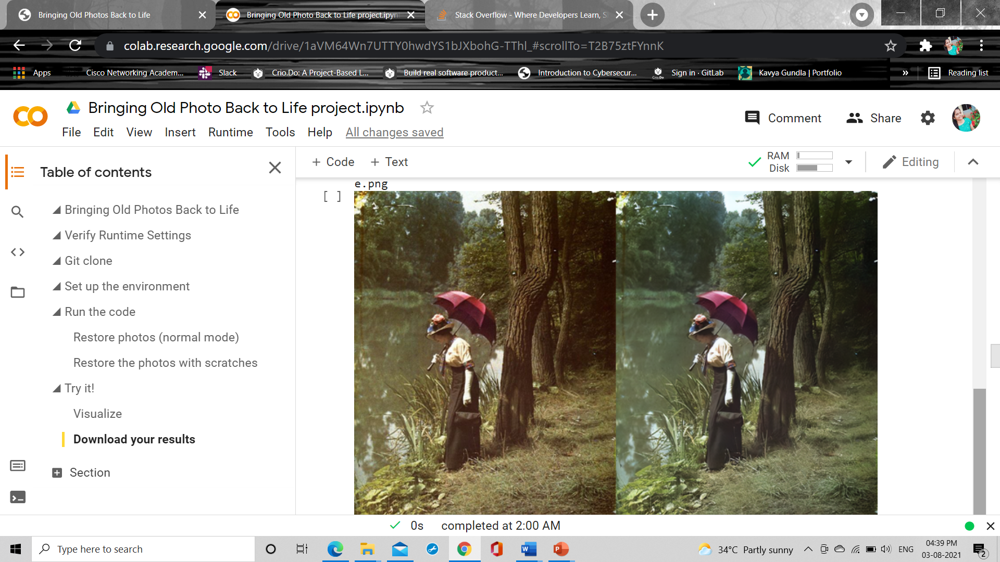 Bringing Old Photos Back to Life
Bringing Old Photo Back to Life project.ipyn
Stack Overflow - Where Developers Learn, S
colab.research.google.com/drive/1aVM64Wn7UTTY0hwdYS1bJXbohG-TThl_#scrollTo=T2B75ztFYnnK
Apps Cisco Networking Academ... Slack Crio.Do: A Project-Based L... Build real software product... Introduction to Cybersecur... Crio.Do Sign in · GitLab Kavya Gundla | Portfolio » Reading list
Bringing Old Photo Back to Life project.ipynb
Comment Share
File Edit View Insert Runtime Tools Help All changes saved
Table of contents
+ Code + Text
RAM
Disk
Editing
e.png
[ ]
Bringing Old Photos Back to Life
Verify Runtime Settings
Git clone
Set up the environment
Run the code
Restore photos (normal mode)
Restore the photos with scratches
Try it!
Visualize
Download your results
Section
0s completed at 2:00 AM
Type here to search
34°C Partly sunny
ENG
04:39 PM
03-08-2021
2